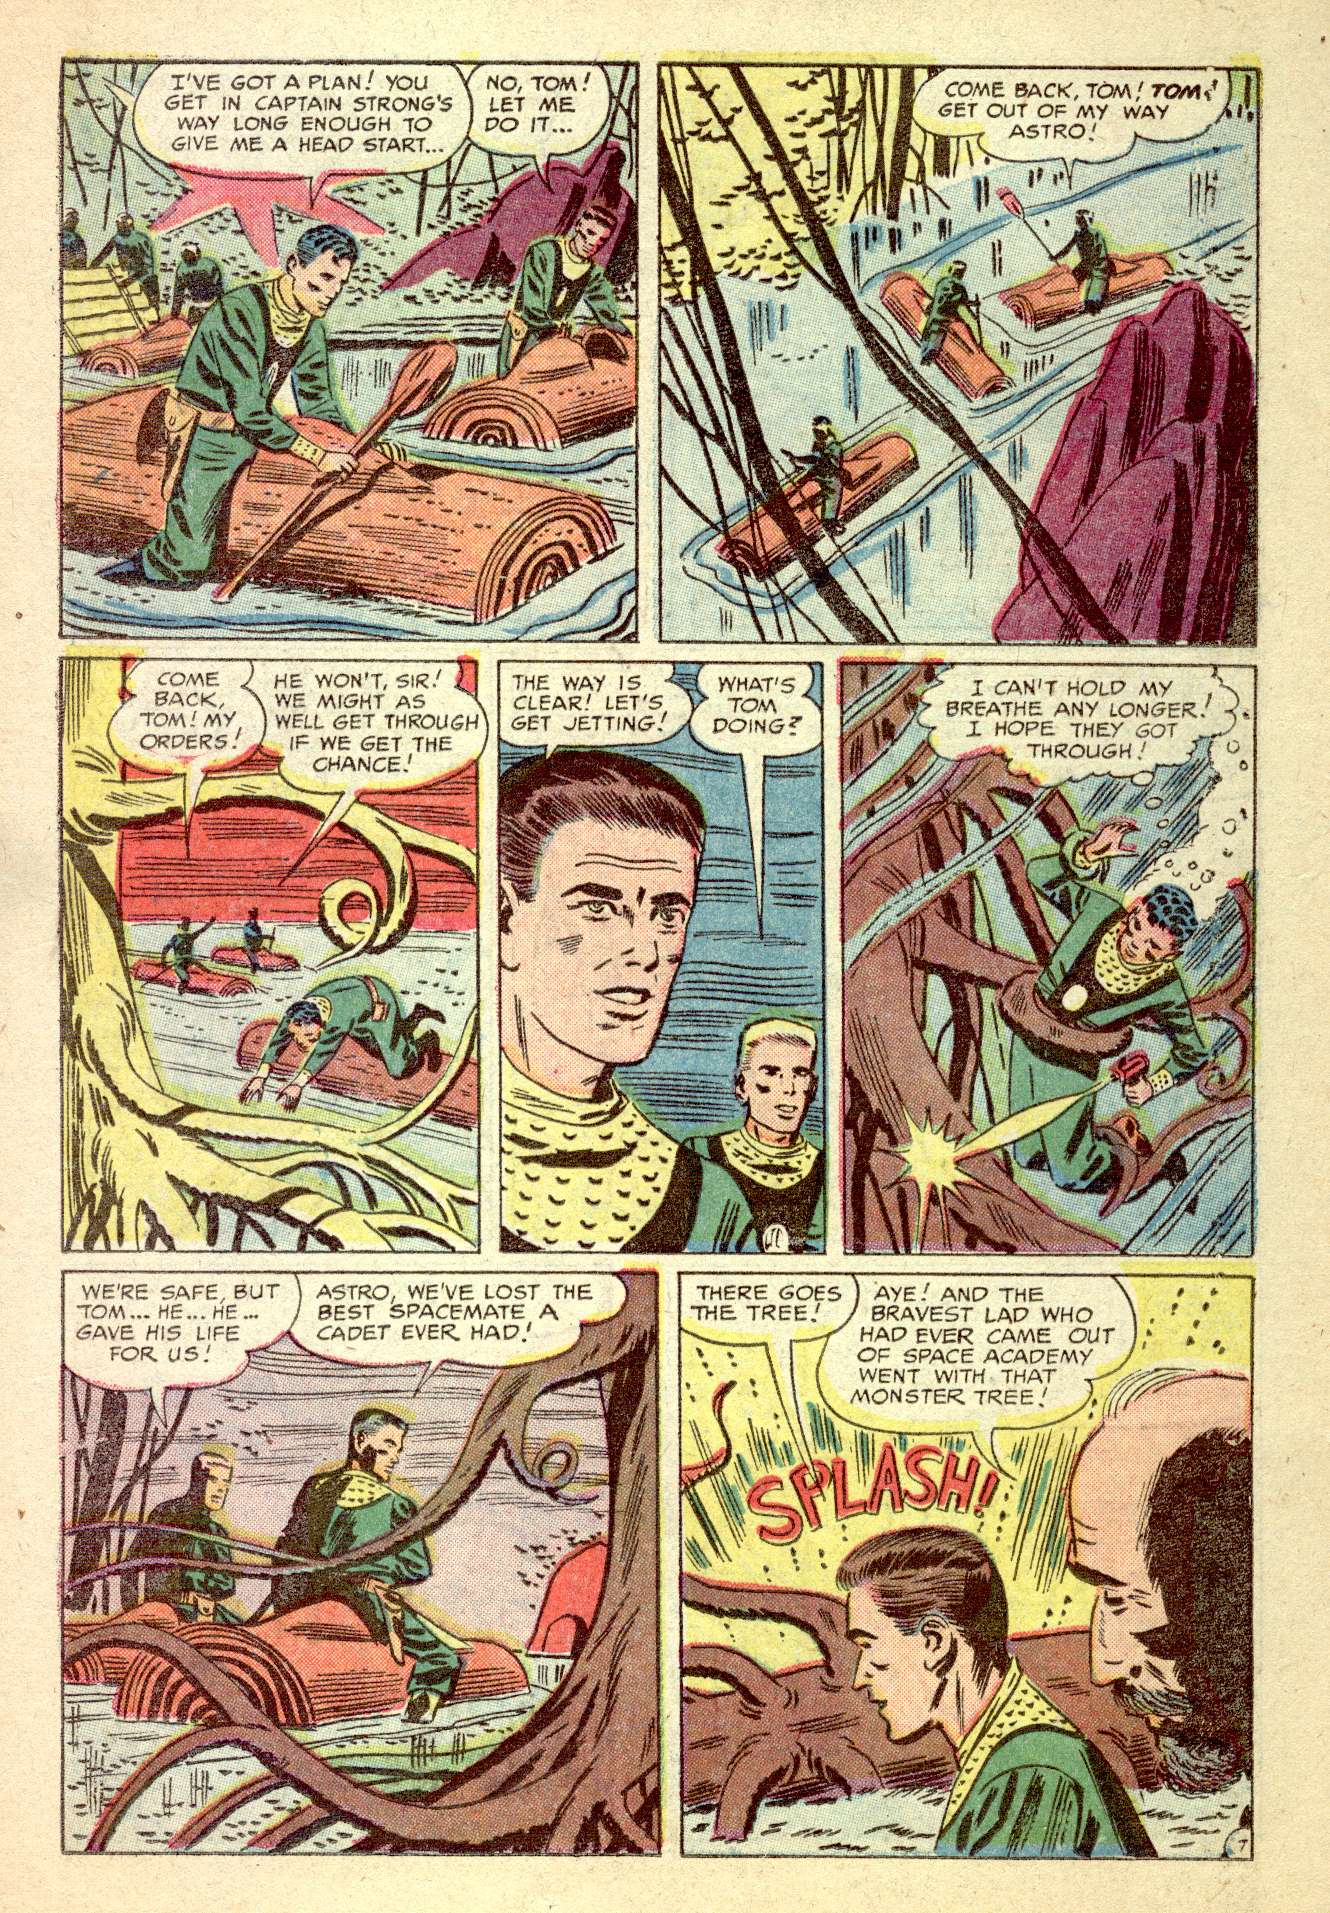 I'VE GOT A PLAN! YOU
GET IN CAPTAIN STRONG'S
WAY LONG ENOUGH TO
GIVE ME A HEAD START...
NO, TOM!
LET ME
DO IT...
COME BACK, TOM! TOM!
GET OUT OF MY WAY
ASTRO!
COME
BACK,
TOM! MY
ORDERS!
HE WON'T, SIR!
WE MIGHT AS
WELL GET THROUGH
IF WE GET THE
CHANCE!
THE WAY IS
CLEAR! LET'S
GET JETTING!
WHAT'S
TOM
DOING?
I CAN'T HOLD MY
BREATHE ANY LONGER!
I HOPE THEY GOT
THROUGH!
WE'RE SAFE, BUT
TOM... HE... HE...
GAVE HIS LIFE
FOR US!
ASTRO, WE'VE LOST THE
BEST SPACEMATE A
CADET EVER HAD!
THERE GOES
THE TREE!
AYE! AND THE
BRAVEST LAD WHO
HAD EVER CAME OUT
OF SPACE ACADEMY
WENT WITH THAT
MONSTER TREE!
SPLASH!
7